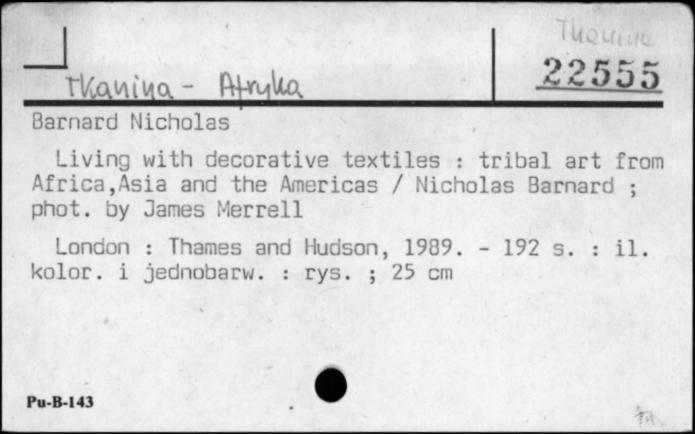 Tkanina
22555
Tkanina - Afryka
Barnard Nicholas
Living with decorative textiles : tribal art from
Africa,Asia and the Americas / Nicholas Barnard ;
phot. by James Merrell
London : Thames and Hudson, 1989. - 192 s. : il.
kolor. i jednobarw. : rys. ; 25 cm
Pu-B-143